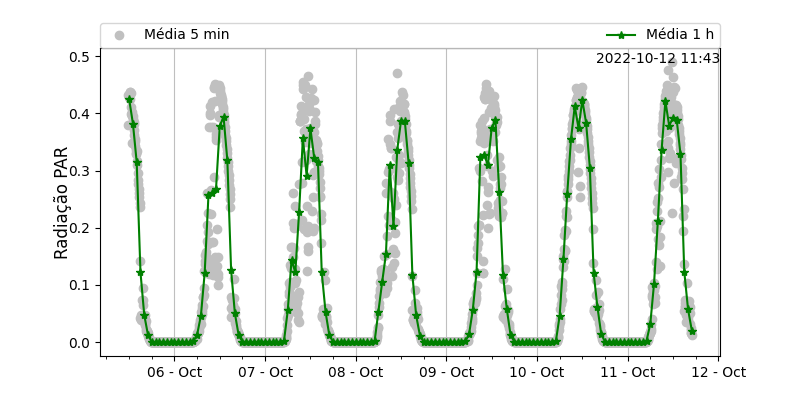 Média 5 min
Média 1 h
2022-10-12 11:43
Radiação PAR
0.5
0.4
0.3
0.2
0.1
0.0
06 - Oct
07 - Oct
08 - Oct
09 - Oct
10 - Oct
11 - Oct
12 - Oct